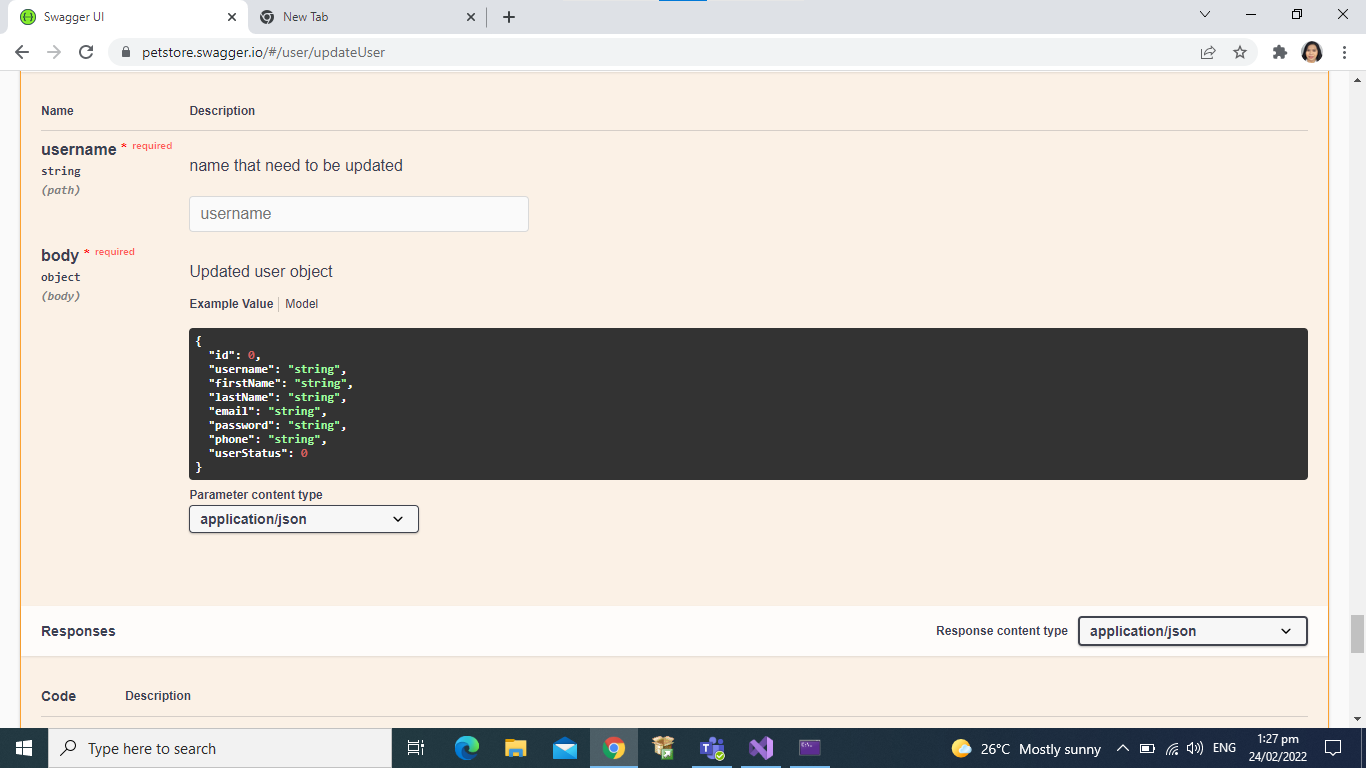 Swagger UI
New Tab
petstore.swagger.io/#/user/updateUser
Name Description
username * required
string
(path)
name that need to be updated
username
body * required
object
(body)
Updated user object
Example Value Model
{
  "id": 0,
  "username": "string",
  "firstName": "string",
  "lastName": "string",
  "email": "string",
  "password": "string",
  "phone": "string",
  "userStatus": 0
}
Parameter content type
application/json
Responses
Response content type
application/json
Code Description
Type here to search
26°C Mostly sunny
ENG
1:27 pm
24/02/2022